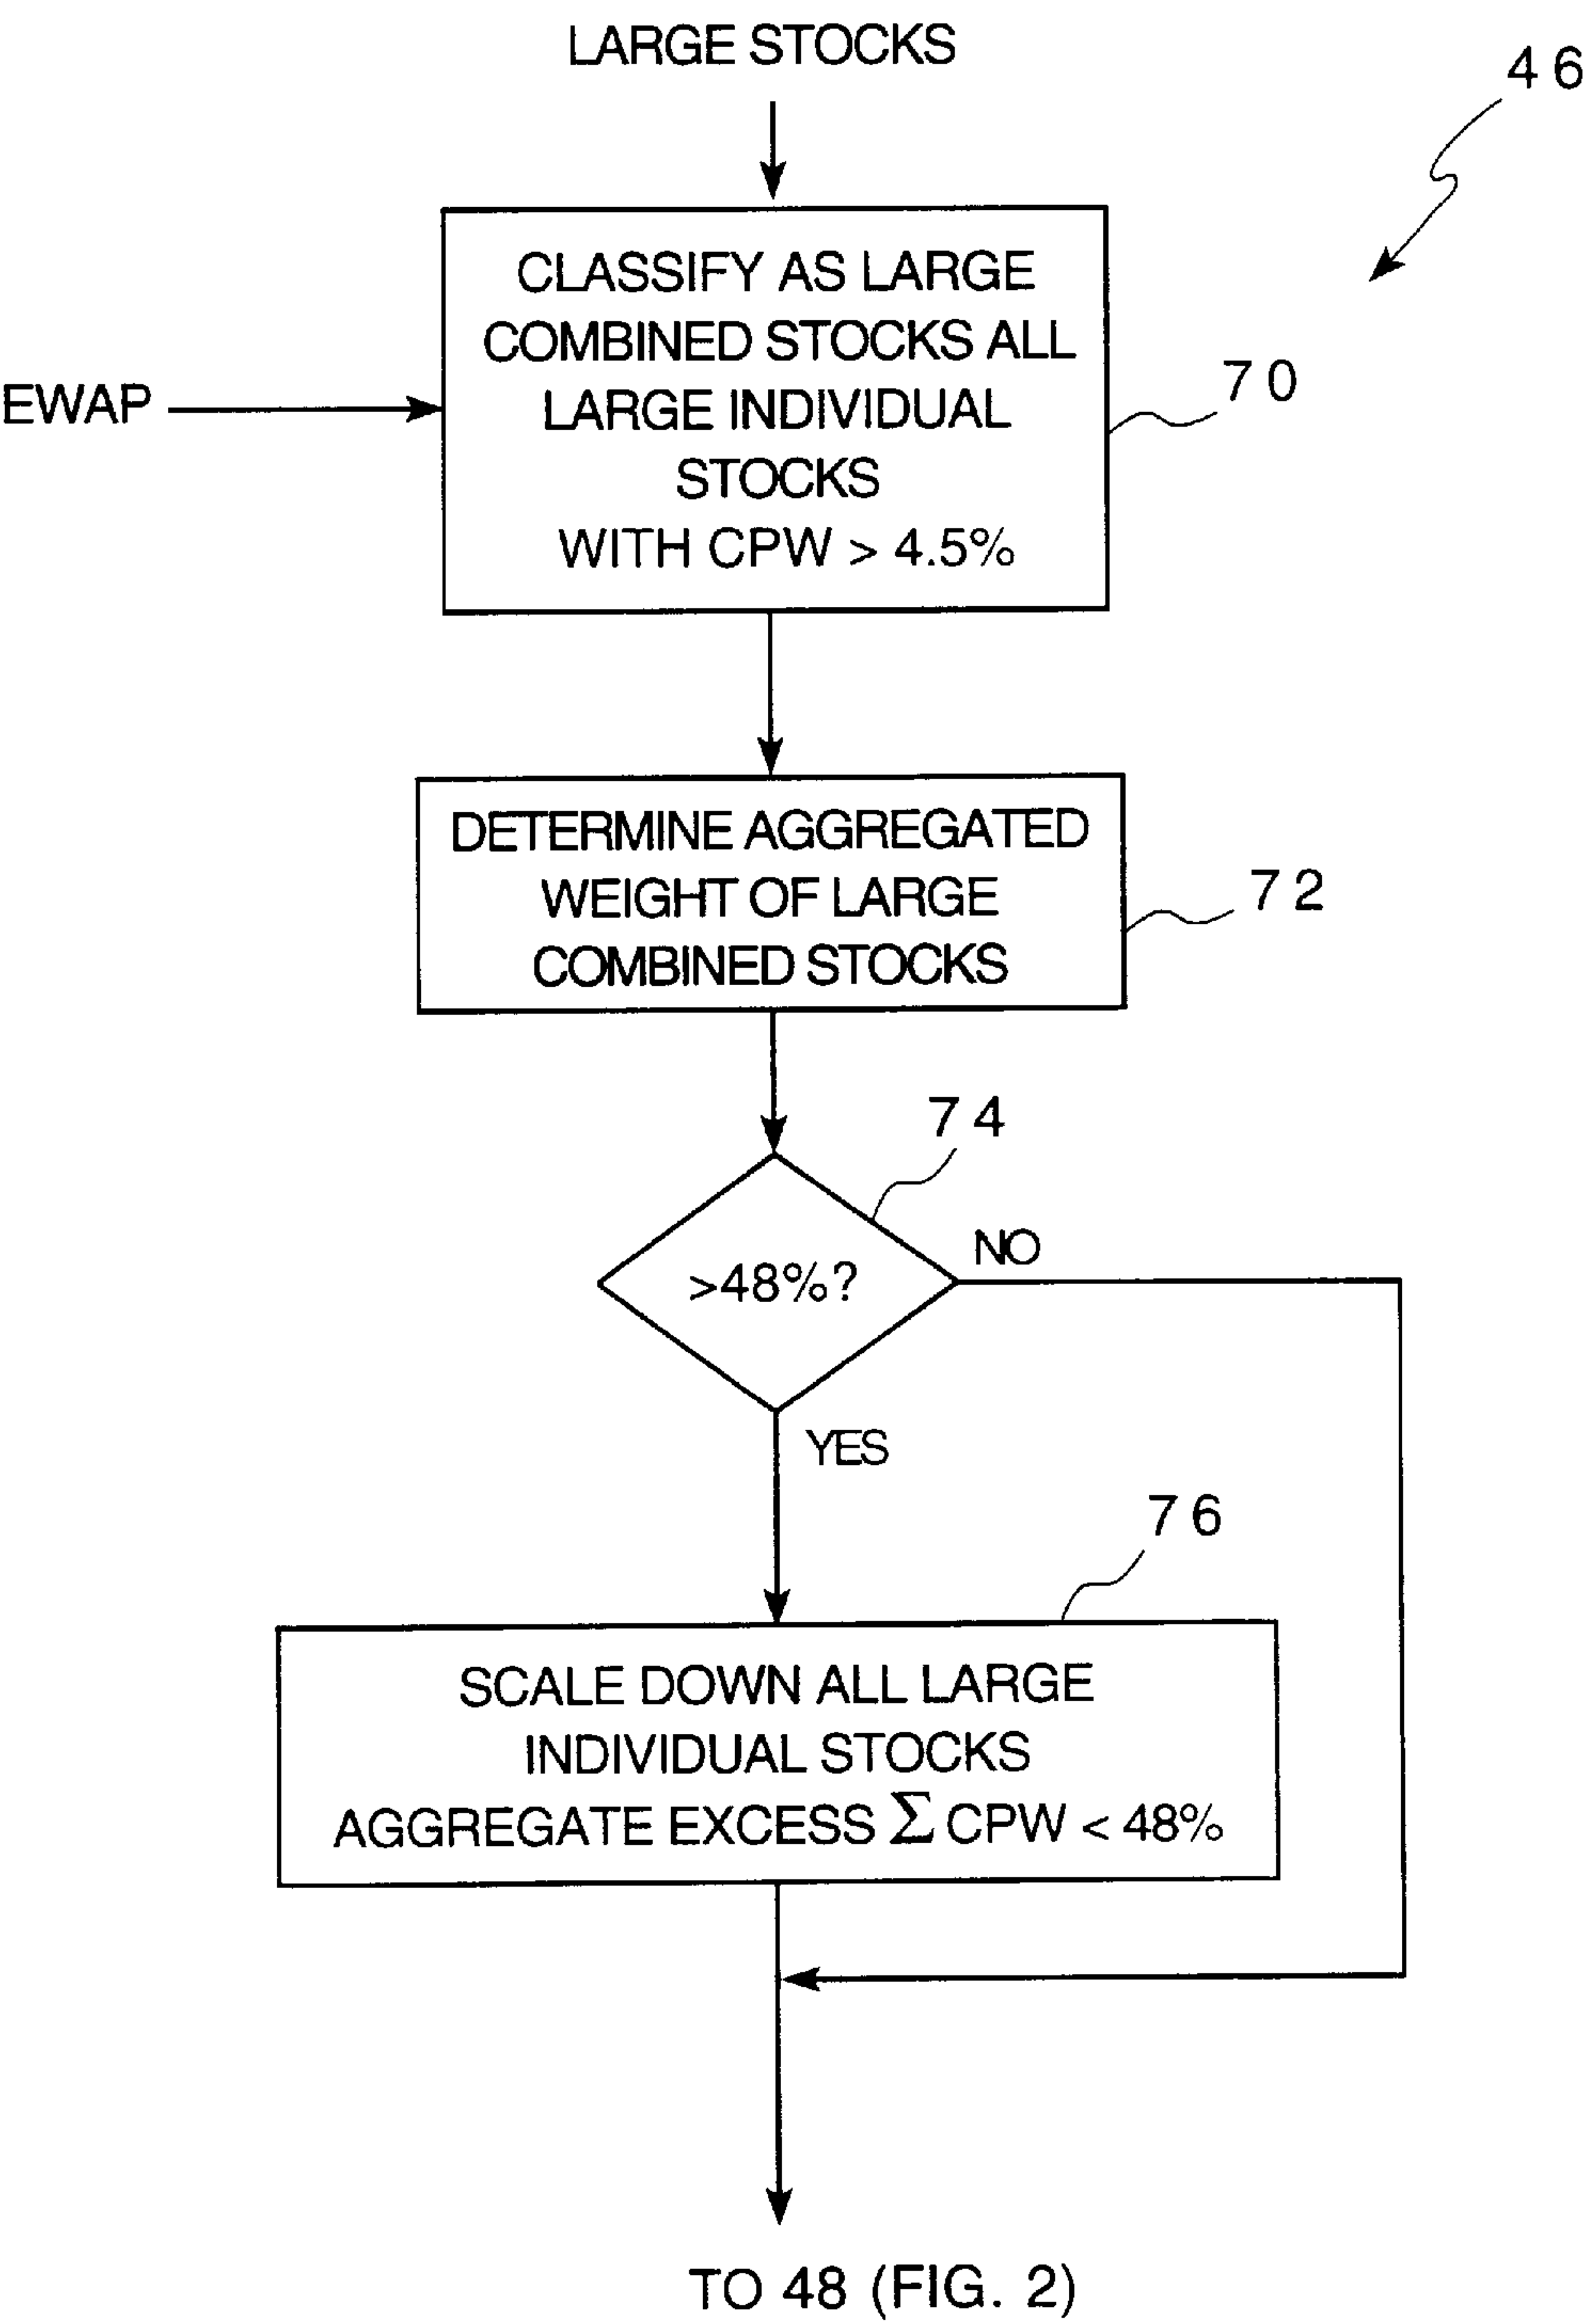 LARGE STOCKS
46
CLASSIFY AS LARGE
COMBINED STOCKS ALL
LARGE INDIVIDUAL
STOCKS
WITH CPW > 4.5%
EWAP
70
DETERMINE AGGREGATED
WEIGHT OF LARGE
COMBINED STOCKS
72
74
>48%?
NO
YES
76
SCALE DOWN ALL LARGE
INDIVIDUAL STOCKS
AGGREGATE EXCESS Σ CPW < 48%
TO 48 (FIG. 2)